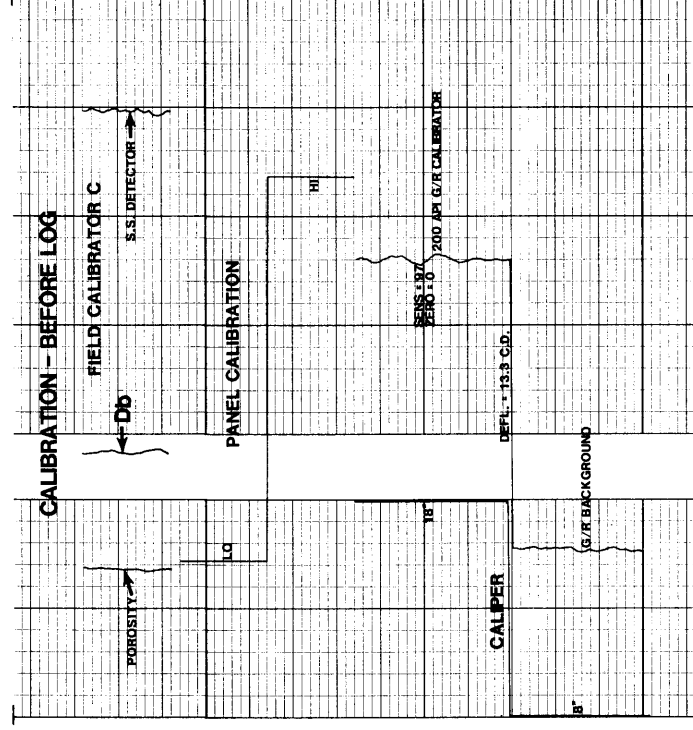 CALIBRATION - BEFORE LOG
FIELD CALIBRATOR C
S.S. DETECTOR
Db
POROSITY
PANEL CALIBRATION
LO
HI
SENS = 97
ZERO = 0
200 API G/R CALIBRATOR
18"
DEFL. = 13.3 C.D.
CALIPER
G/R BACKGROUND
8"